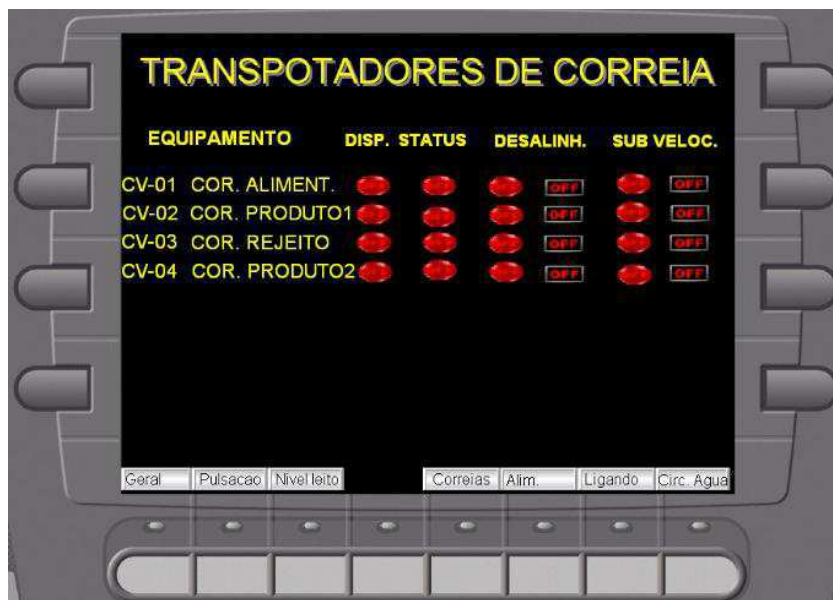 TRANSPOTADORES DE CORREIA
EQUIPAMENTO DISP. STATUS DESALINH. SUB VELOC.
CV-01 COR. ALIMENT. OFF OFF
CV-02 COR. PRODUTO1 OFF OFF
CV-03 COR. REJEITO OFF OFF
CV-04 COR. PRODUTO2 OFF OFF
Geral Pulsacao Nivel leito Correias Alim. Ligando Circ. Agua